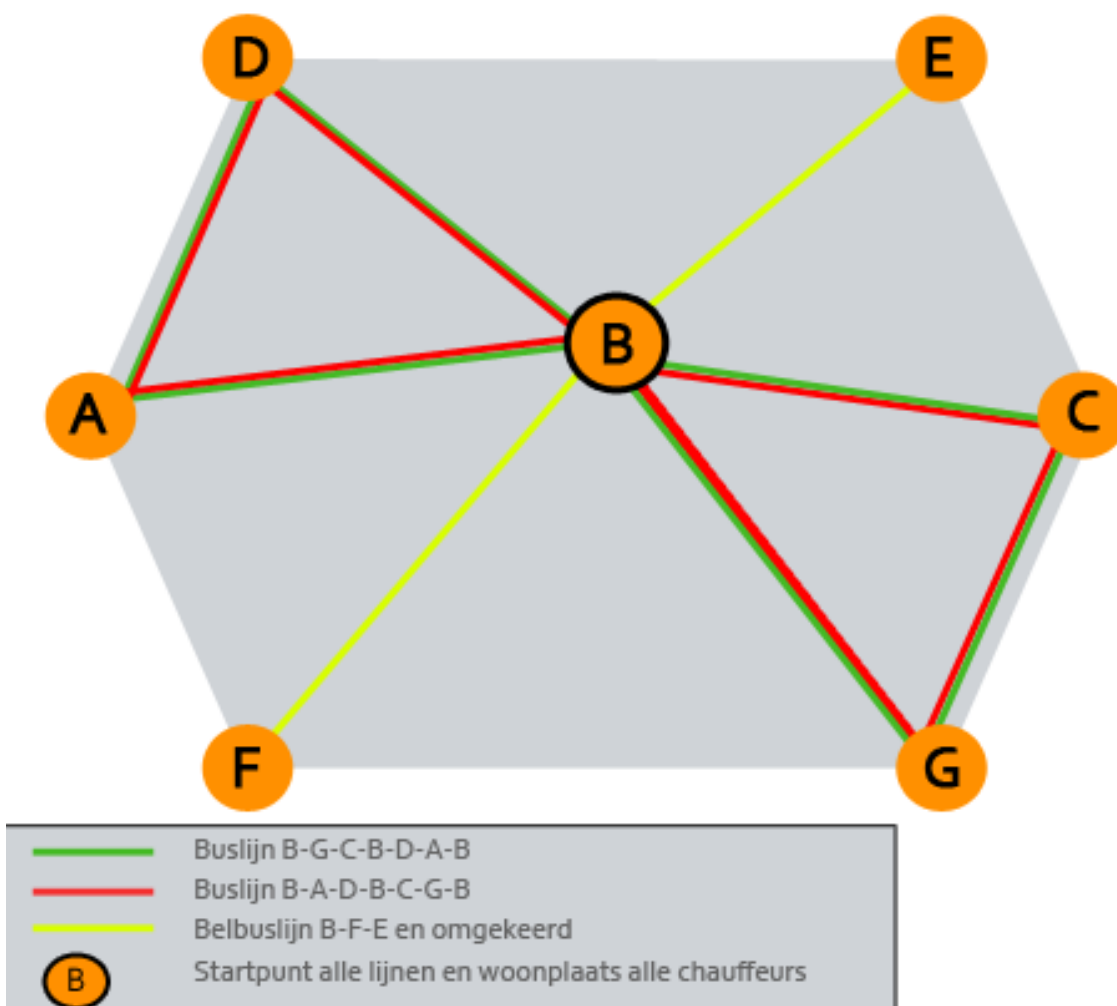 D
E
B
A
C
F
G
Buslijn B-G-C-B-D-A-B
Buslijn B-A-D-B-C-G-B
Belbuslijn B-F-E en omgekeerd
B
Startpunt alle lijnen en woonplaats alle chauffeurs